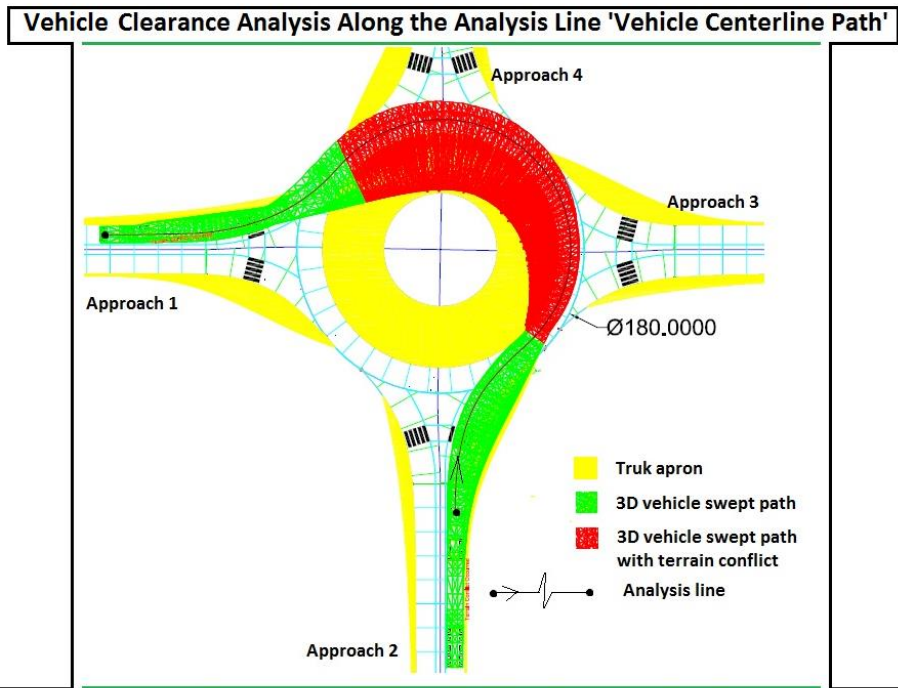 Vehicle Clearance Analysis Along the Analysis Line 'Vehicle Centerline Path'
Approach 4
Approach 3
Approach 1
Ø180.0000
Truk apron
3D vehicle swept path
3D vehicle swept path
with terrain conflict
Analysis line
Approach 2